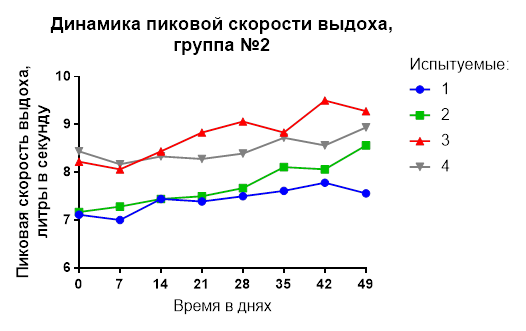 Динамика пиковой скорости выдоха,
группа №2
Пиковая скорость выдоха,
литры в секунду
10
9
8
7
6
0 7 14 21 28 35 42 49
Время в днях
Испытуемые:
1
2
3
4